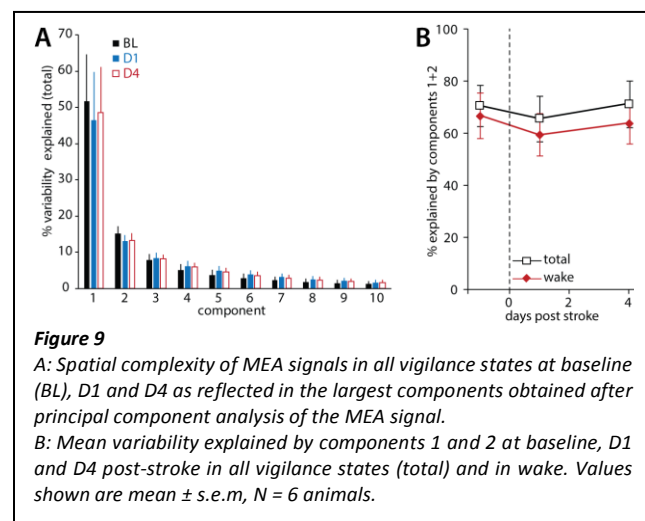 A
B
BL
D1
D4
% variability explained (total)
70
60
50
40
30
20
10
0
1 2 3 4 5 6 7 8 9 10
component
% explained by components 1+2
100
80
60
40
20
0
total
wake
0 2 4
days post stroke
Figure 9
A: Spatial complexity of MEA signals in all vigilance states at baseline
(BL), D1 and D4 as reflected in the largest components obtained after
principal component analysis of the MEA signal.
B: Mean variability explained by components 1 and 2 at baseline, D1
and D4 post-stroke in all vigilance states (total) and in wake. Values
shown are mean ± s.e.m, N = 6 animals.